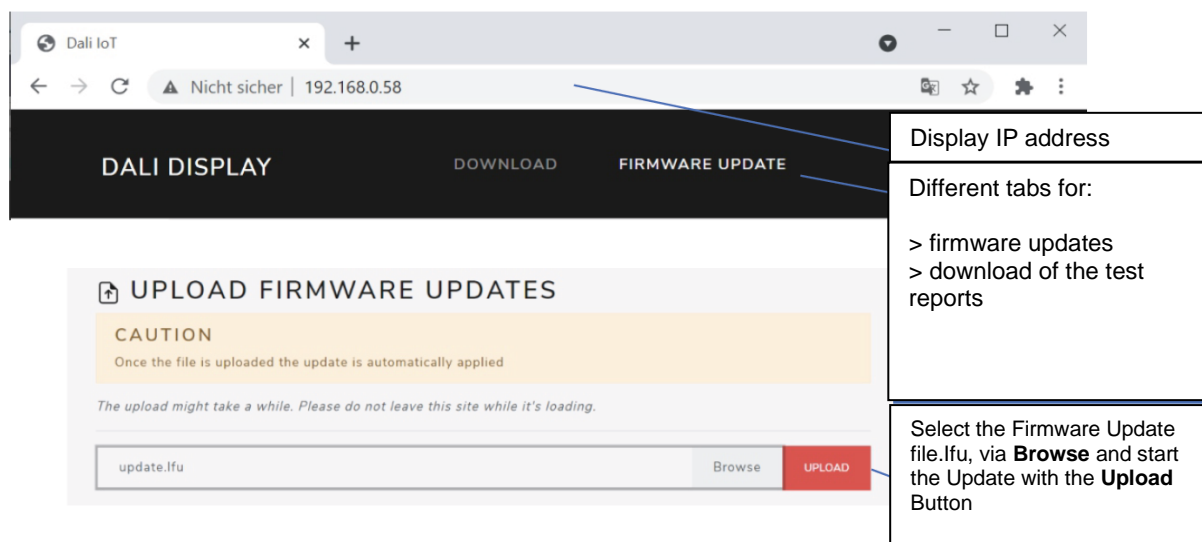 Dali IoT
Nicht sicher | 192.168.0.58
Display IP address
DALI DISPLAY
DOWNLOAD
FIRMWARE UPDATE
Different tabs for:
> firmware updates
> download of the test
reports
UPLOAD FIRMWARE UPDATES
CAUTION
Once the file is uploaded the update is automatically applied
The upload might take a while. Please do not leave this site while it's loading.
update.lfu
Browse
UPLOAD
Select the Firmware Update
file.lfu, via Browse and start
the Update with the Upload
Button